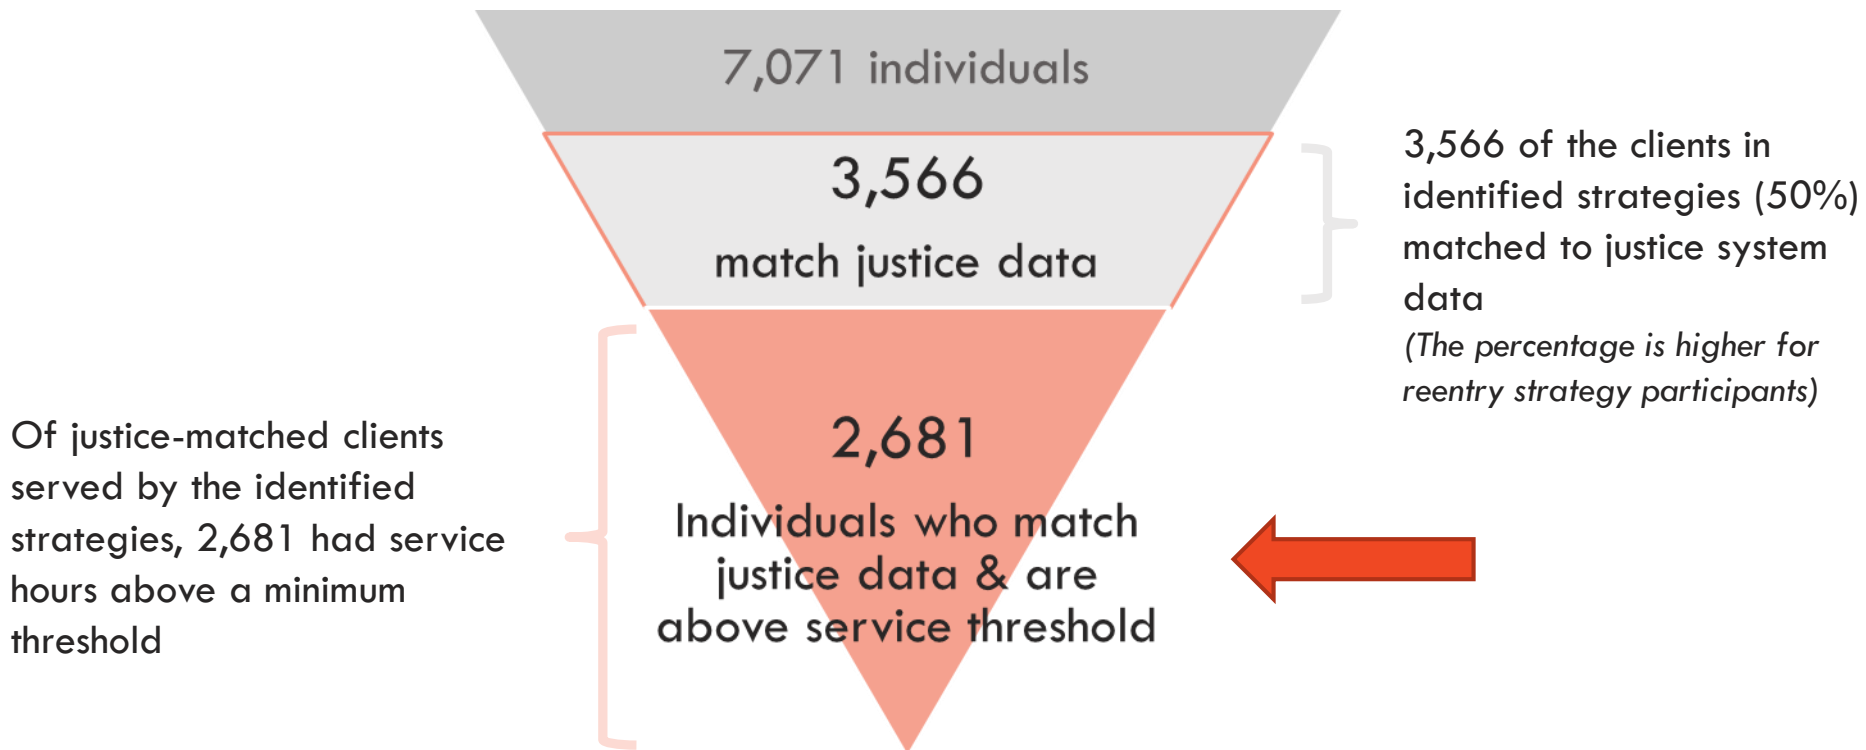 7,071 individuals
3,566
match justice data
3,566 of the clients in
identified strategies (50%)
matched to justice system
data
(The percentage is higher for
reentry strategy participants)
Of justice-matched clients
served by the identified
strategies, 2,681 had service
hours above a minimum
threshold
2,681
Individuals who match
justice data & are
above service threshold